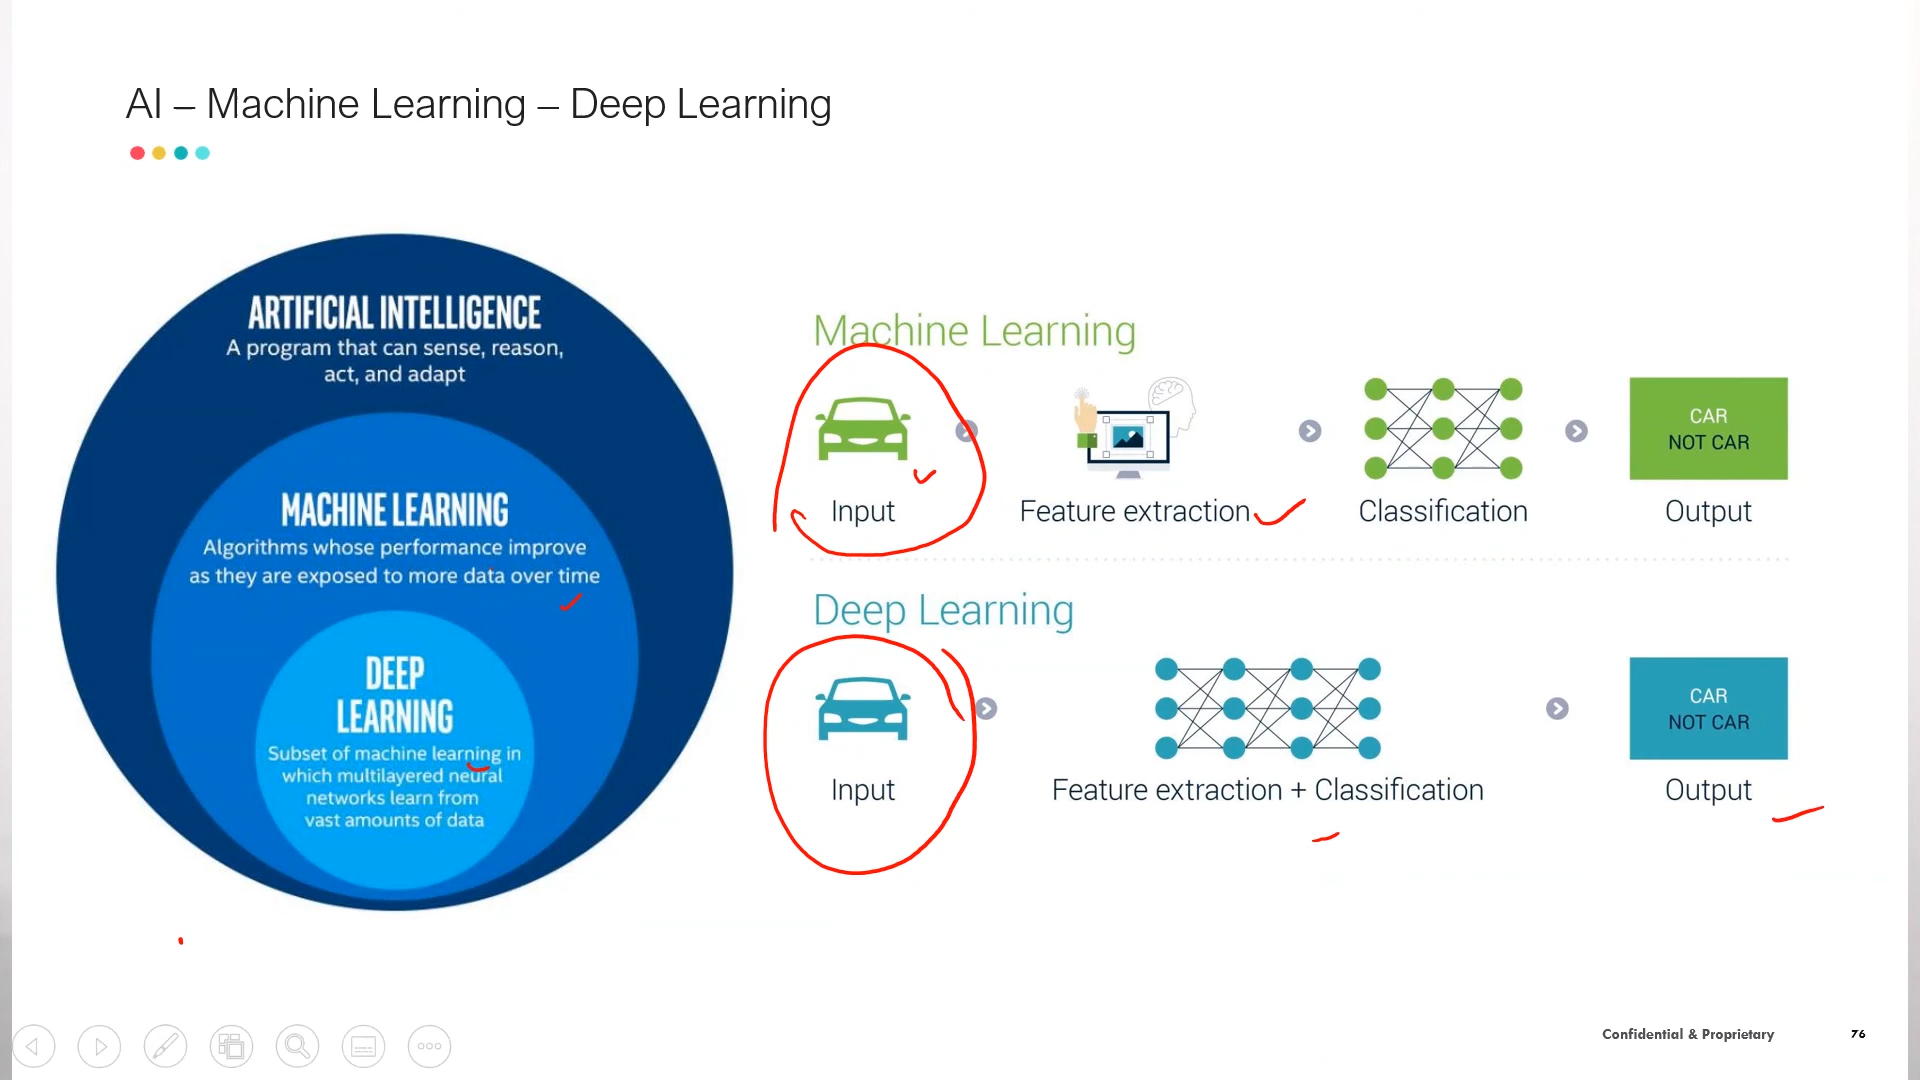 AI – Machine Learning – Deep Learning
ARTIFICIAL INTELLIGENCE
A program that can sense, reason,
act, and adapt
MACHINE LEARNING
Algorithms whose performance improve
as they are exposed to more data over time
DEEP
LEARNING
Subset of machine learning in
which multilayered neural
networks learn from
vast amounts of data
Machine Learning
Input
Feature extraction
Classification
CAR
NOT CAR
Output
Deep Learning
Input
Feature extraction + Classification
CAR
NOT CAR
Output
Confidential & Proprietary
76